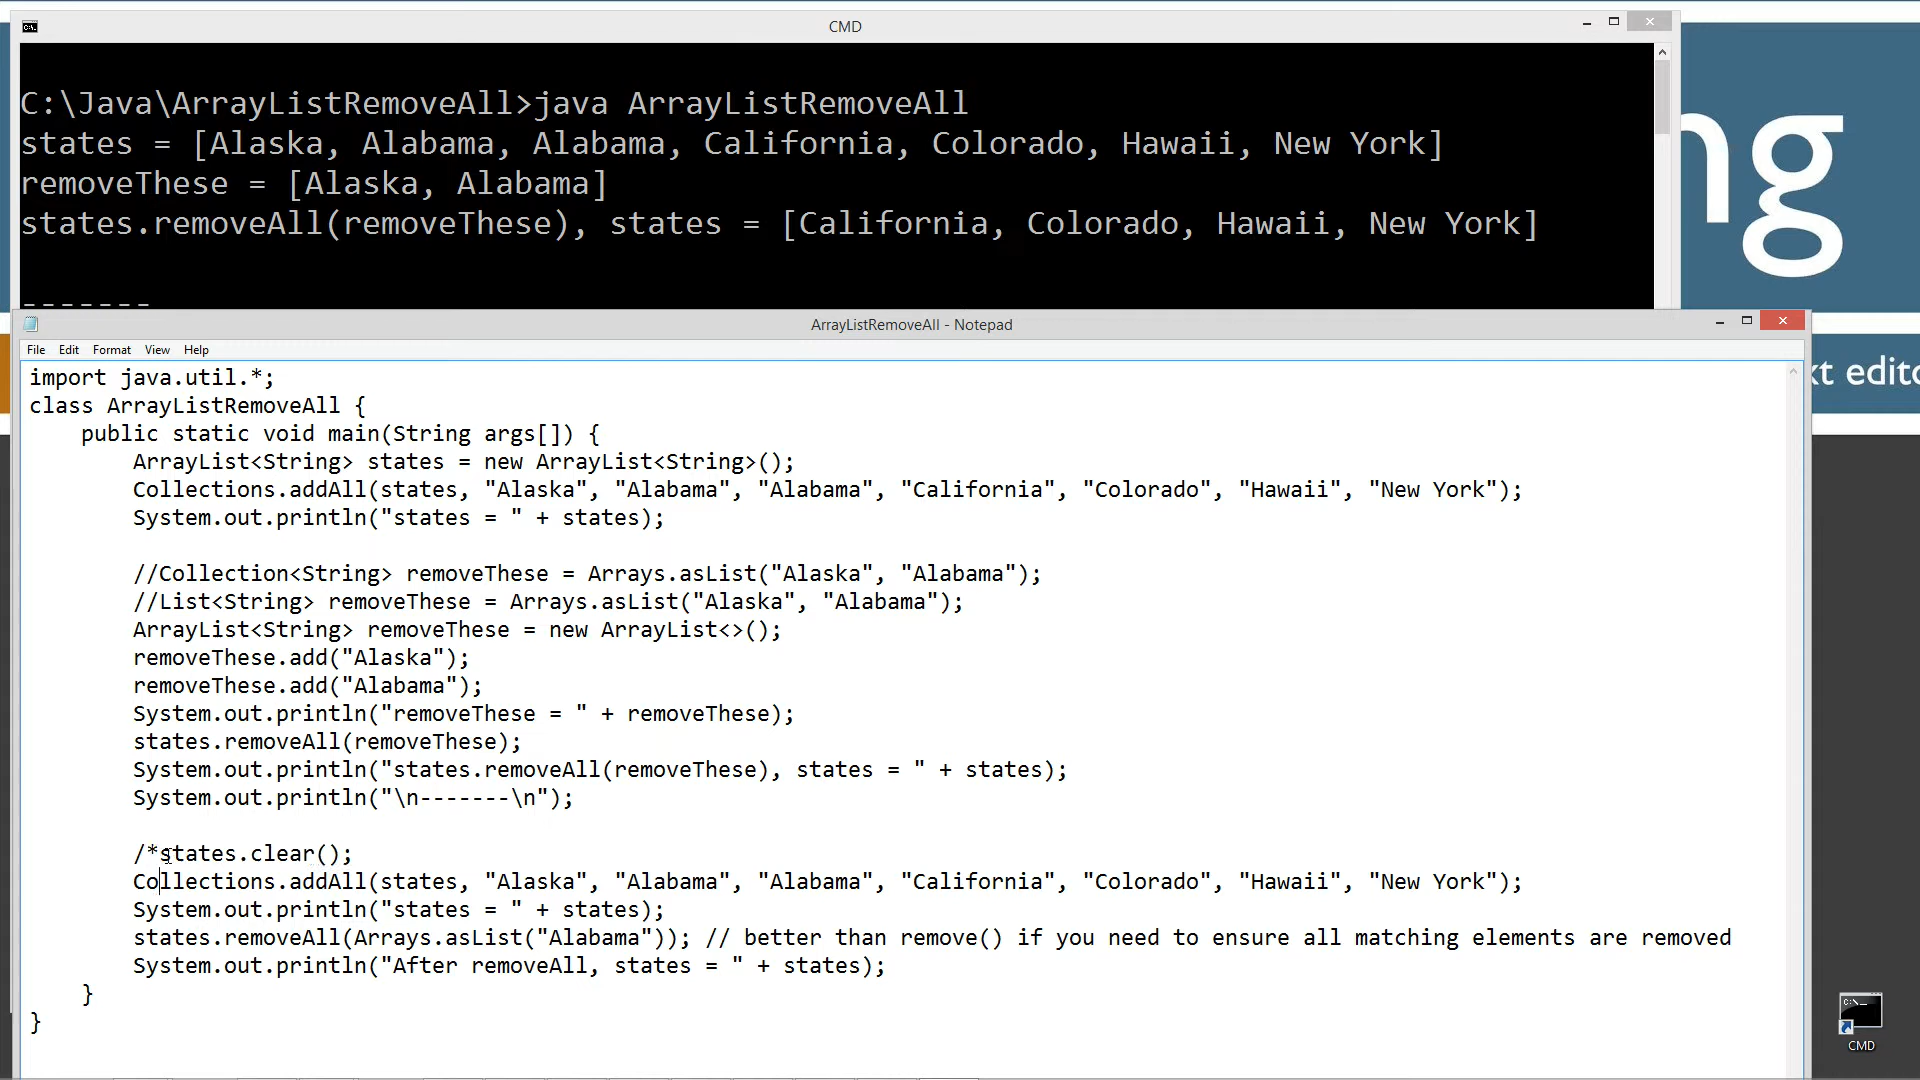 CMD
C:\Java\ArrayListRemoveAll>java ArrayListRemoveAll
states = [Alaska, Alabama, Alabama, California, Colorado, Hawaii, New York]
removeThese = [Alaska, Alabama]
states.removeAll(removeThese), states = [California, Colorado, Hawaii, New York]
-------
ng
ArrayListRemoveAll - Notepad
File Edit Format View Help
xt edito
import java.util.*;
class ArrayListRemoveAll {
    public static void main(String args[]) {
        ArrayList<String> states = new ArrayList<String>();
        Collections.addAll(states, "Alaska", "Alabama", "Alabama", "California", "Colorado", "Hawaii", "New York");
        System.out.println("states = " + states);
        //Collection<String> removeThese = Arrays.asList("Alaska", "Alabama");
        //List<String> removeThese = Arrays.asList("Alaska", "Alabama");
        ArrayList<String> removeThese = new ArrayList<>();
        removeThese.add("Alaska");
        removeThese.add("Alabama");
        System.out.println("removeThese = " + removeThese);
        states.removeAll(removeThese);
        System.out.println("states.removeAll(removeThese), states = " + states);
        System.out.println("\n-------\n");
        /*states.clear();
        Collections.addAll(states, "Alaska", "Alabama", "Alabama", "California", "Colorado", "Hawaii", "New York");
        System.out.println("states = " + states);
        states.removeAll(Arrays.asList("Alabama")); // better than remove() if you need to ensure all matching elements are removed
        System.out.println("After removeAll, states = " + states);
    }
}
CMD